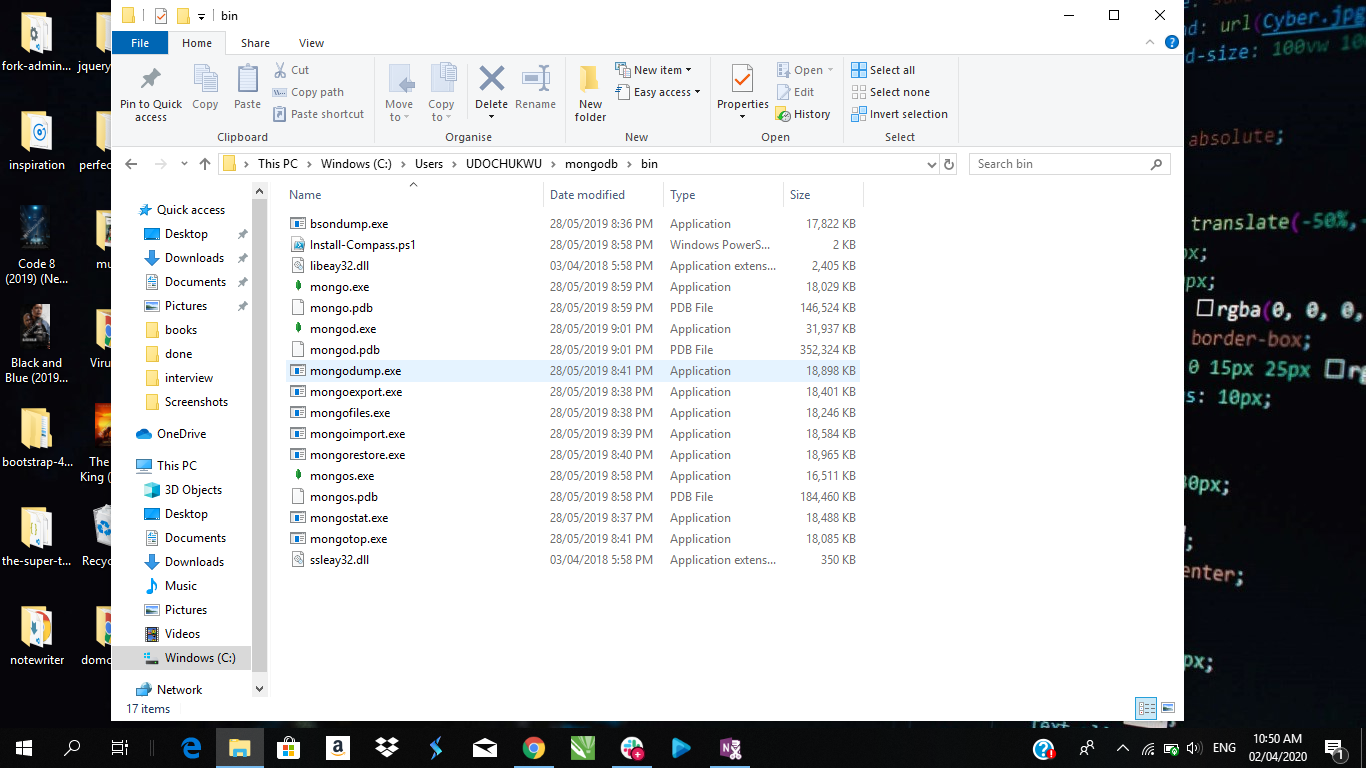 bin
File Home Share View
Pin to Quick access
Copy
Paste
Cut
Copy path
Paste shortcut
Clipboard
Move to
Copy to
Delete
Rename
Organise
New folder
New item
Easy access
New
Properties
Open
Edit
History
Open
Select all
Select none
Invert selection
Select
This PC > Windows (C:) > Users > UDOCHUKWU > mongodb > bin
Search bin
Name Date modified Type Size
bsondump.exe 28/05/2019 8:36 PM Application 17,822 KB
Install-Compass.ps1 28/05/2019 8:58 PM Windows PowerS... 2 KB
libeay32.dll 03/04/2018 5:58 PM Application extens... 2,405 KB
mongo.exe 28/05/2019 8:59 PM Application 18,029 KB
mongo.pdb 28/05/2019 8:59 PM PDB File 146,524 KB
mongod.exe 28/05/2019 9:01 PM Application 31,937 KB
mongod.pdb 28/05/2019 9:01 PM PDB File 352,324 KB
mongodump.exe 28/05/2019 8:41 PM Application 18,898 KB
mongoexport.exe 28/05/2019 8:38 PM Application 18,401 KB
mongofiles.exe 28/05/2019 8:38 PM Application 18,246 KB
mongoimport.exe 28/05/2019 8:39 PM Application 18,584 KB
mongorestore.exe 28/05/2019 8:40 PM Application 18,965 KB
mongos.exe 28/05/2019 8:58 PM Application 16,511 KB
mongos.pdb 28/05/2019 8:58 PM PDB File 184,460 KB
mongostat.exe 28/05/2019 8:37 PM Application 18,488 KB
mongotop.exe 28/05/2019 8:41 PM Application 18,085 KB
ssleay32.dll 03/04/2018 5:58 PM Application extens... 350 KB
Quick access
Desktop
Downloads
Documents
Pictures
books
done
interview
Screenshots
OneDrive
This PC
3D Objects
Desktop
Documents
Downloads
Music
Pictures
Videos
Windows (C:)
Network
17 items
fork-admin...
jquery
inspiration
perfec
Code 8
(2019) (Ne...
mu
Black and
Blue (2019...
Viru
bootstrap-4...
The
King (
the-super-t...
Recyc
notewriter
domo
url(Cyber.jpg
d-size: 100vw 10
absolute;
translate(-50%,
px;
px;
rgba(0, 0, 0,
border-box;
0 15px 25px rg
s: 10px;
30px;
;
enter;
px;
ENG
10:50 AM
02/04/2020
1